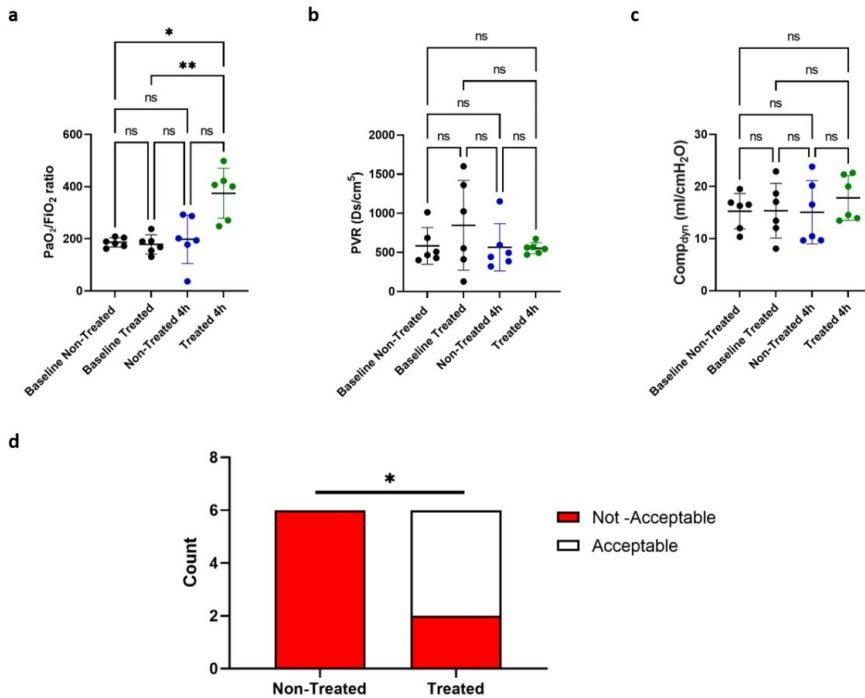 a
*
**
ns
ns
ns
ns
600
400
200
0
PaO₂/FiO₂ ratio
Baseline Non-Treated
Baseline Treated
Non-Treated 4h
Treated 4h
b
ns
ns
ns
ns
ns
ns
2000
1500
1000
500
0
PVR (Ds/cm⁵)
Baseline Non-Treated
Baseline Treated
Non-Treated 4h
Treated 4h
c
ns
ns
ns
ns
ns
ns
30
20
10
0
Comp_dyn (ml/cmH₂O)
Baseline Non-Treated
Baseline Treated
Non-Treated 4h
Treated 4h
d
*
8
6
4
2
0
Count
Non-Treated
Treated
Not -Acceptable
Acceptable